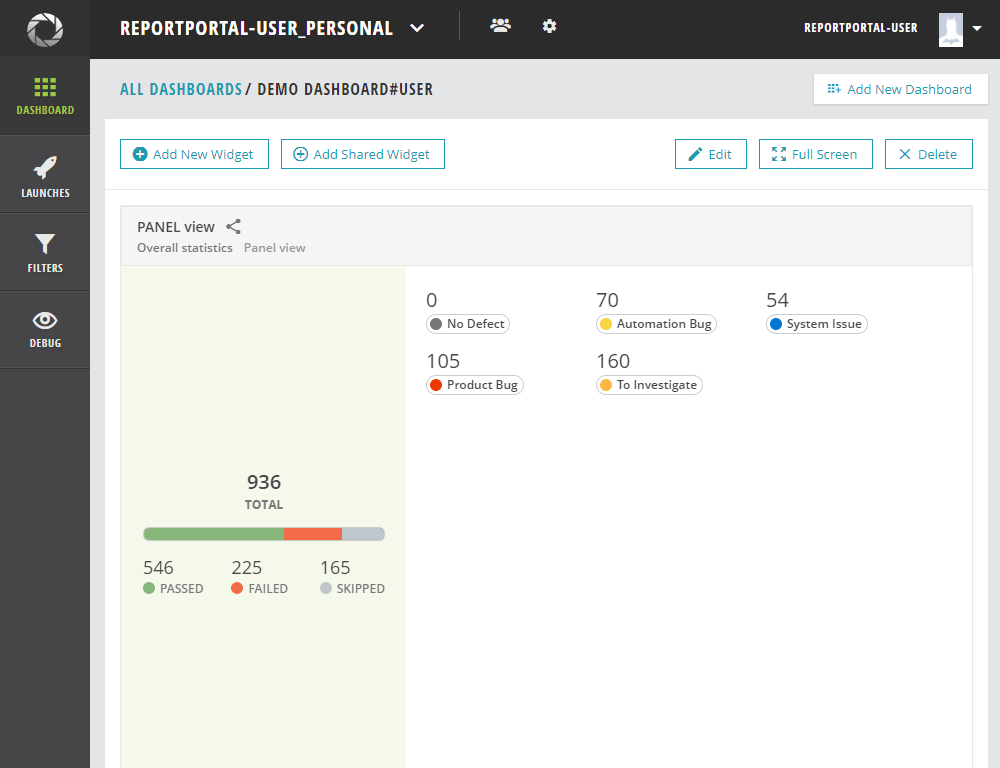 REPORTPORTAL-USER_PERSONAL
REPORTPORTAL-USER
DASHBOARD
LAUNCHES
FILTERS
DEBUG
ALL DASHBOARDS / DEMO DASHBOARD#USER
Add New Dashboard
Add New Widget
Add Shared Widget
Edit
Full Screen
Delete
PANEL view
Overall statistics Panel view
936
TOTAL
546 225 165
PASSED FAILED SKIPPED
0 70 54
No Defect Automation Bug System Issue
105 160
Product Bug To Investigate